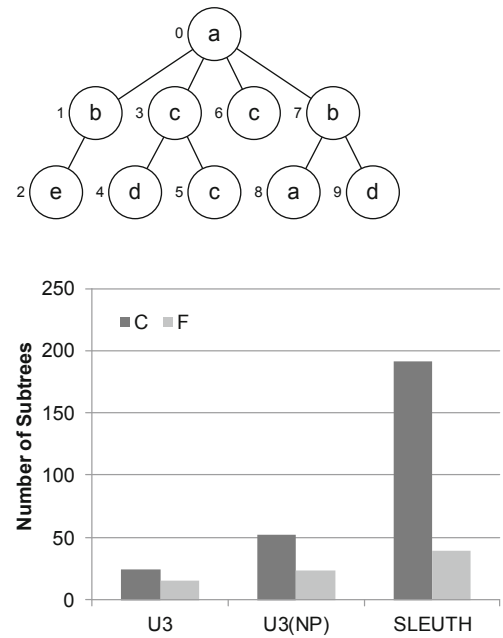 0 a
1 b 3 c 6 c 7 b
2 e 4 d 5 c 8 a 9 d
250
C F
200
150
100
50
0
Number of Subtrees
U3 U3(NP) SLEUTH